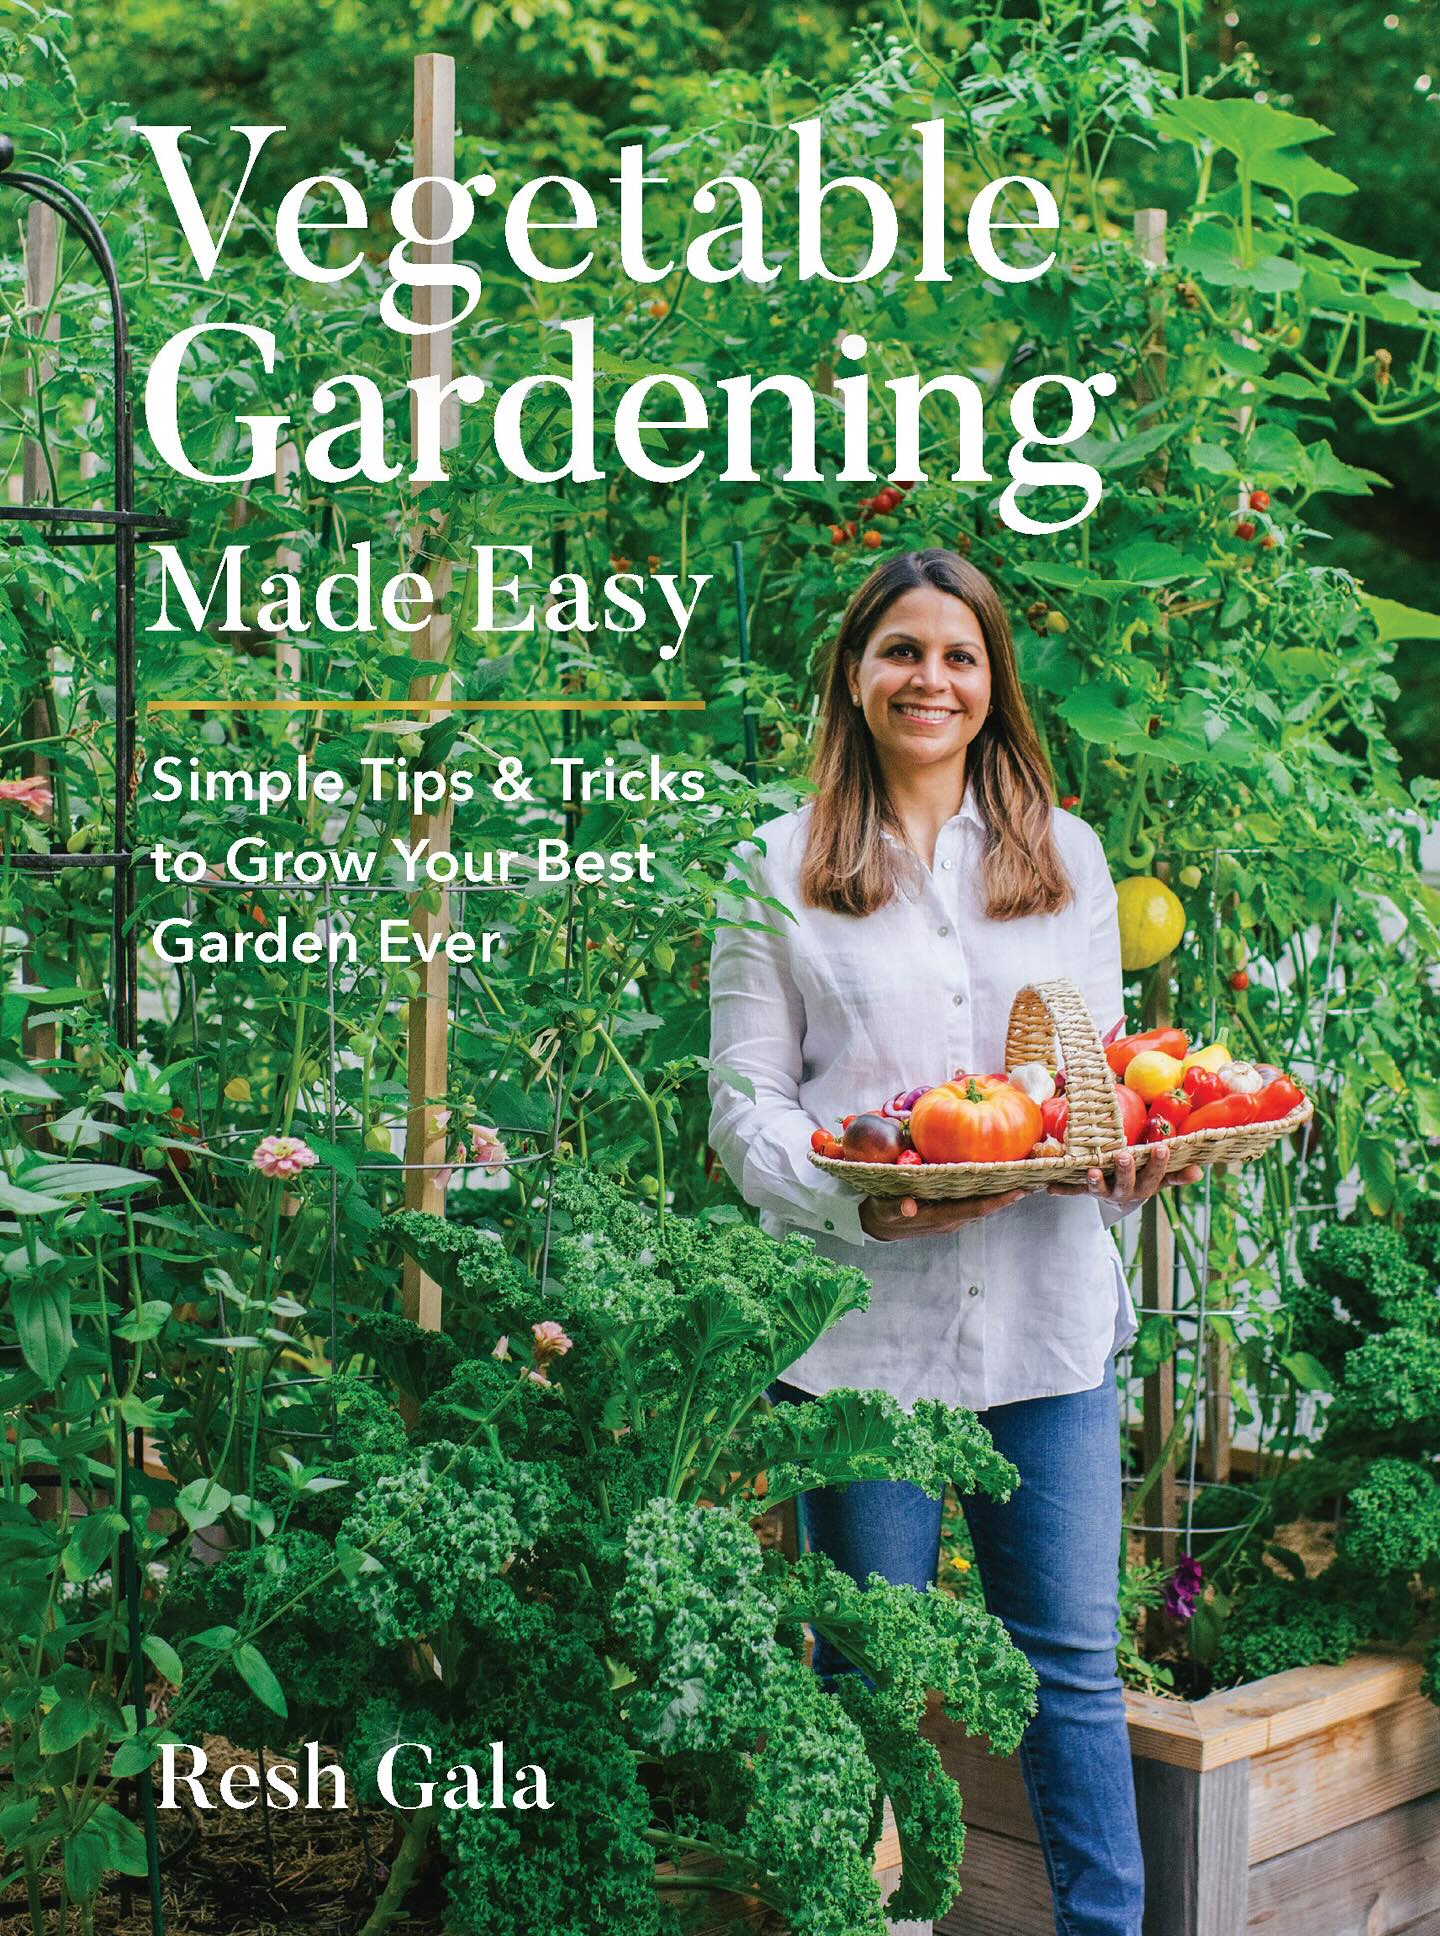 Vegetable
Gardening
Made Easy
Simple Tips & Tricks
to Grow Your Best
Garden Ever
Resh Gala